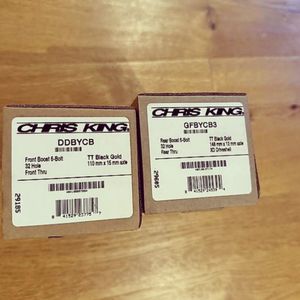 CHRIS KING
DDBYCB
Front Boost 6-Bolt
32 Hole
Front Thru
TT Black Gold
110 mm x 15 mm axle
29185
CHRIS KING
GFBYCB3
Rear Boost 6-Bolt
32 Hole
Rear Thru
TT Black Gold
148 mm x 12 mm axle
XD Driveshell
29685